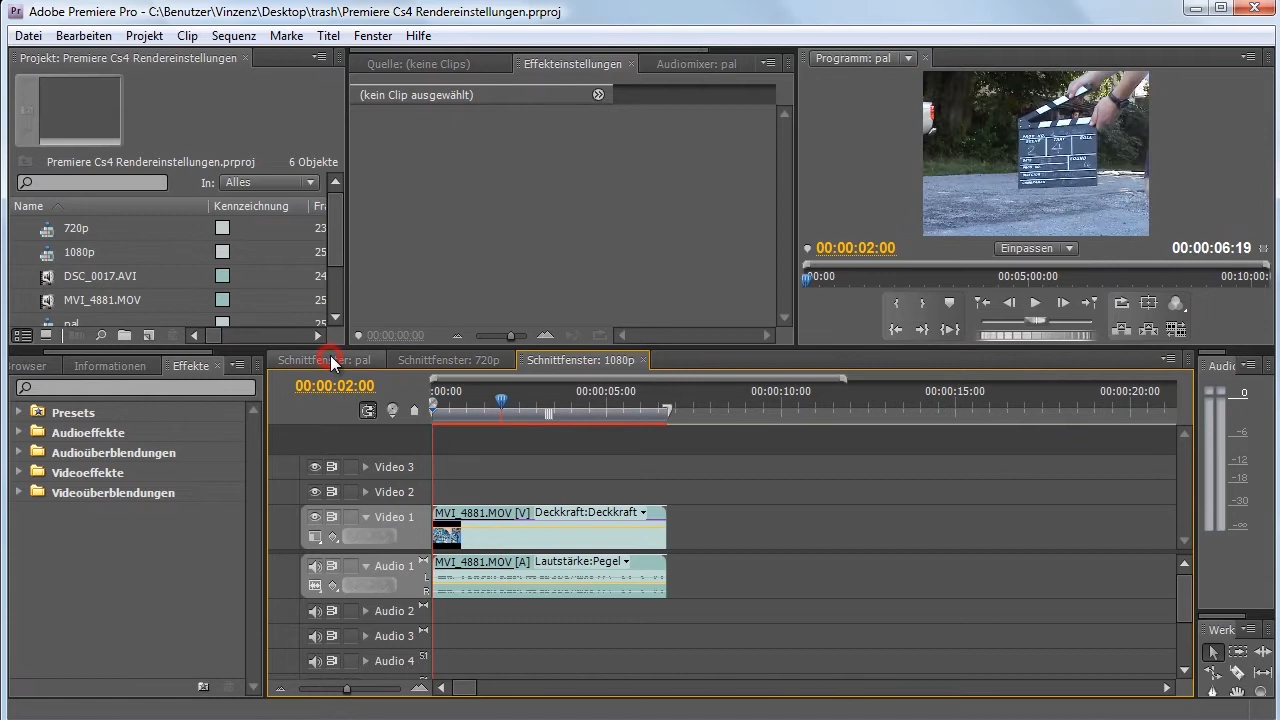 Adobe Premiere Pro - C:\Benutzer\Vinzenz\Desktop\trash\Premiere Cs4 Rendereinstellungen.prproj
Datei Bearbeiten Projekt Clip Sequenz Marke Titel Fenster Hilfe
Projekt: Premiere Cs4 Rendereinstellungen.prproj
Premiere Cs4 Rendereinstellungen.prproj 6 Objekte
In: Alles
Name Kennzeichnung
720p 23
1080p 25
DSC_0017.AVI 24
MVI_4881.MOV 25
pal 25
Quelle: (keine Clips) Effekteinstellungen Audiomixer: pal
(kein Clip ausgewählt)
00:00:00:00
Programm: pal
00:00:02:00 Einpassen 00:00:06:19
00:00 00:05:00:00 00:10:00:
rowser Informationen Effekte
Presets
Audioeffekte
Audioüberblendungen
Videoeffekte
Videoüberblendungen
Schnittfenster: pal Schnittfenster: 720p Schnittfenster: 1080p
00:00:02:00
:00:00 00:00:05:00 00:00:10:00 00:00:15:00 00:00:20:00
Video 3
Video 2
Video 1
MVI_4881.MOV [V] Deckkraft:Deckkraft
Audio 1
MVI_4881.MOV [A] Lautstärke:Pegel
L
R
Audio 2
Audio 3
Audio 4
Audio
0
-6
-12
-18
-30
-∞
Werk